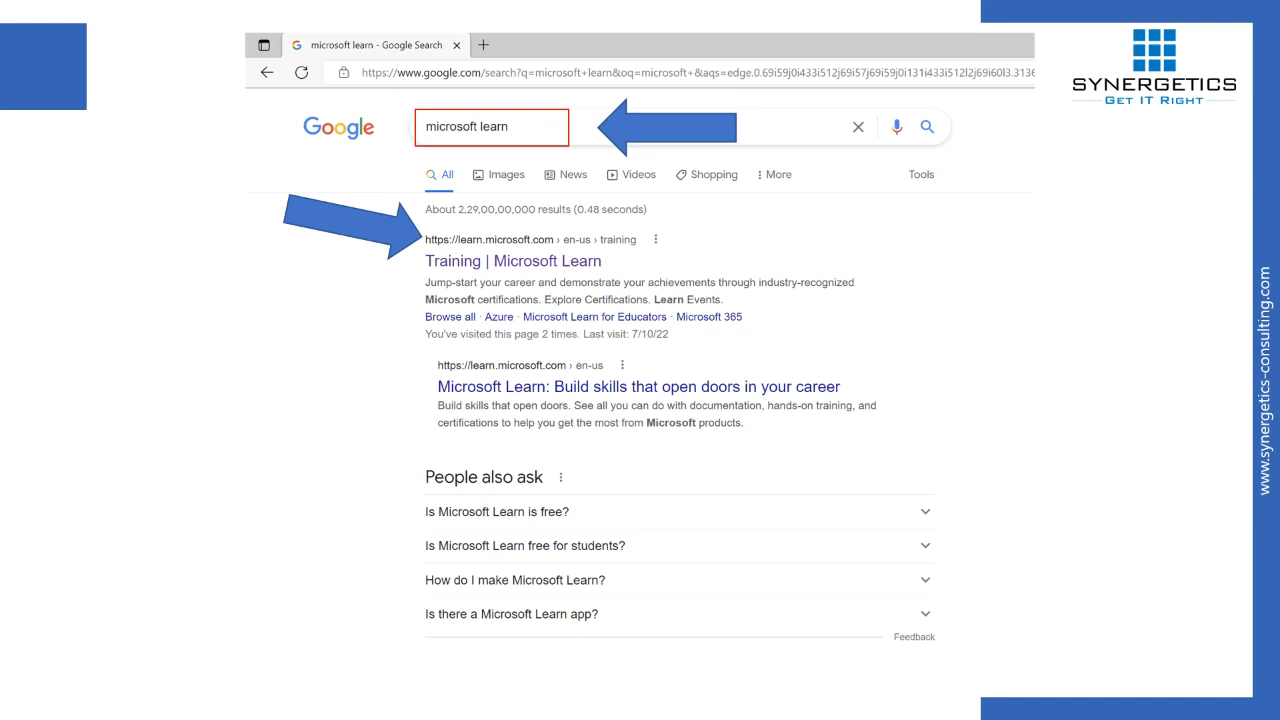 microsoft learn - Google Search
https://www.google.com/search?q=microsoft+learn&oq=microsoft+&aqs=edge.0.69i59j0i433i512j69i57j69i59j0i131i433i512l2j69i60l3.3136
SYNERGETICS
GET IT RIGHT
Google
microsoft learn
All Images News Videos Shopping More Tools
About 2,29,00,00,000 results (0.48 seconds)
https://learn.microsoft.com › en-us › training
Training | Microsoft Learn
Jump-start your career and demonstrate your achievements through industry-recognized
Microsoft certifications. Explore Certifications. Learn Events.
Browse all · Azure · Microsoft Learn for Educators · Microsoft 365
You've visited this page 2 times. Last visit: 7/10/22
https://learn.microsoft.com › en-us
Microsoft Learn: Build skills that open doors in your career
Build skills that open doors. See all you can do with documentation, hands-on training, and
certifications to help you get the most from Microsoft products.
People also ask
Is Microsoft Learn is free?
Is Microsoft Learn free for students?
How do I make Microsoft Learn?
Is there a Microsoft Learn app?
Feedback
www.synergetics-consulting.com